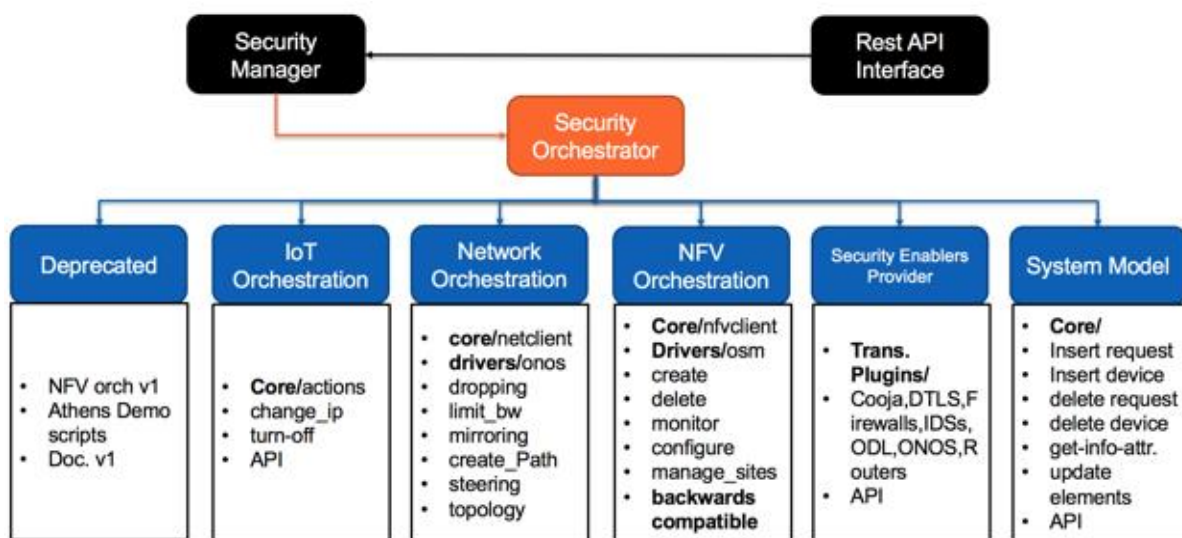 Security
Manager
Rest API
Interface
Security
Orchestrator
Deprecated
IoT
Orchestration
Network
Orchestration
NFV
Orchestration
Security Enablers
Provider
System Model
• NFV orch v1
• Athens Demo
scripts
• Doc. v1
• Core/actions
• change_ip
• turn-off
• API
• core/netclient
• drivers/onos
• dropping
• limit_bw
• mirroring
• create_Path
• steering
• topology
• Core/nfvclient
• Drivers/osm
• create
• delete
• monitor
• configure
• manage_sites
• backwards
compatible
• Trans.
Plugins/
• Cooja,DTLS,F
irewalls,IDSs,
ODL,ONOS,R
outers
• API
• Core/
• Insert request
• Insert device
• delete request
• delete device
• get-info-attr.
• update
elements
• API